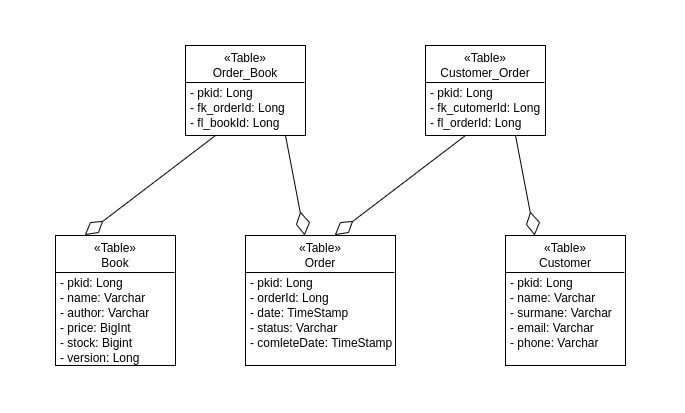 «Table»
Order_Book
- pkid: Long
- fk_orderId: Long
- fl_bookId: Long
«Table»
Customer_Order
- pkid: Long
- fk_cutomerId: Long
- fl_orderId: Long
«Table»
Book
- pkid: Long
- name: Varchar
- author: Varchar
- price: BigInt
- stock: Bigint
- version: Long
«Table»
Order
- pkid: Long
- orderId: Long
- date: TimeStamp
- status: Varchar
- comleteDate: TimeStamp
«Table»
Customer
- pkid: Long
- name: Varchar
- surmane: Varchar
- email: Varchar
- phone: Varchar